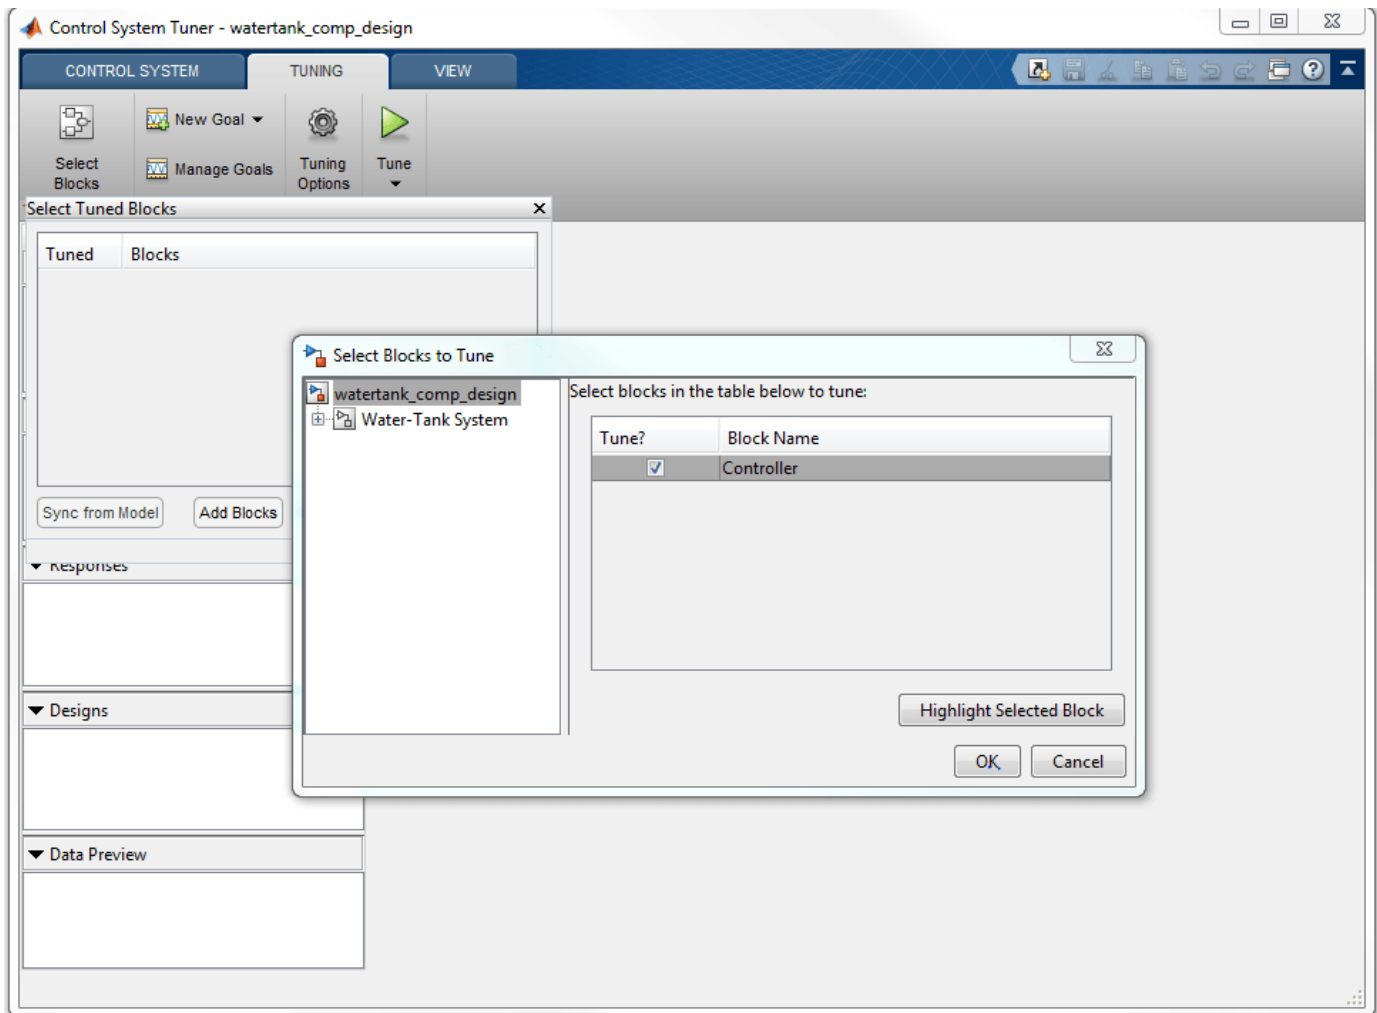 Control System Tuner - watertank_comp_design
CONTROL SYSTEM
TUNING
VIEW
New Goal
Manage Goals
Select
Blocks
Tuning
Options
Tune
Select Tuned Blocks
Tuned
Blocks
Sync from Model
Add Blocks
Select Blocks to Tune
watertank_comp_design
Water-Tank System
Select blocks in the table below to tune:
Tune?
Block Name
Controller
Highlight Selected Block
OK
Cancel
Responses
Designs
Data Preview